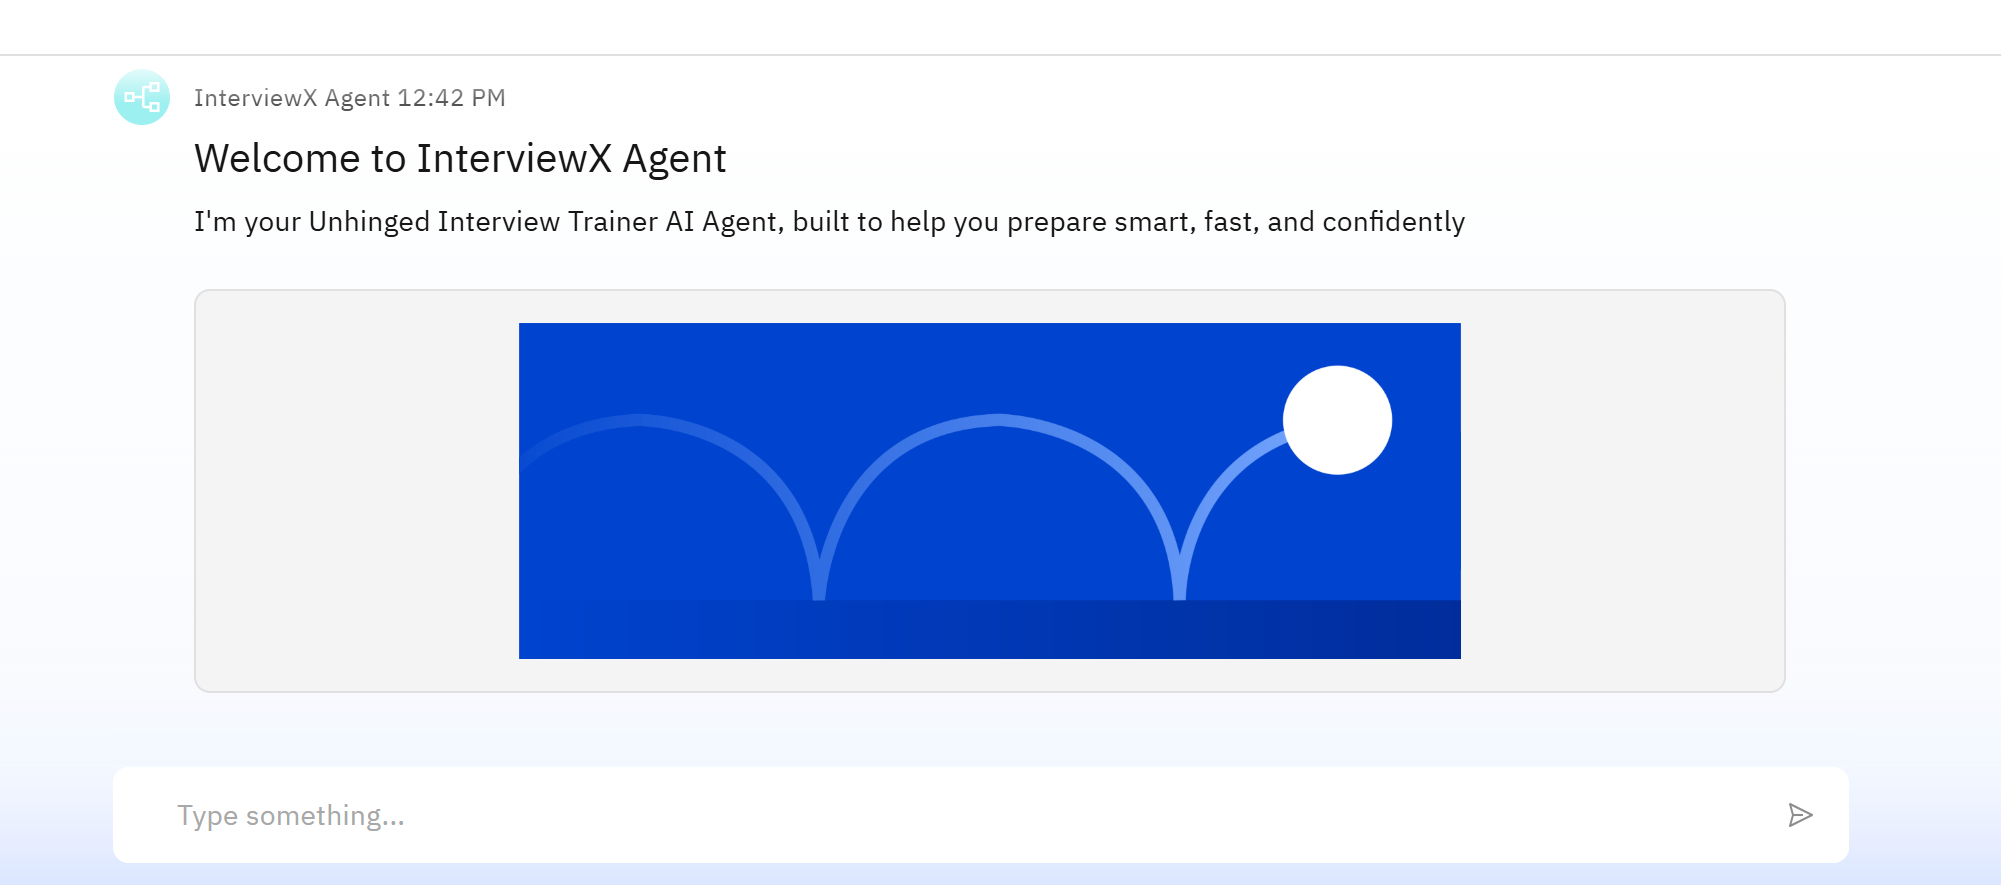 InterviewX Agent 12:42 PM
Welcome to InterviewX Agent
I'm your Unhinged Interview Trainer AI Agent, built to help you prepare smart, fast, and confidently
Type something...